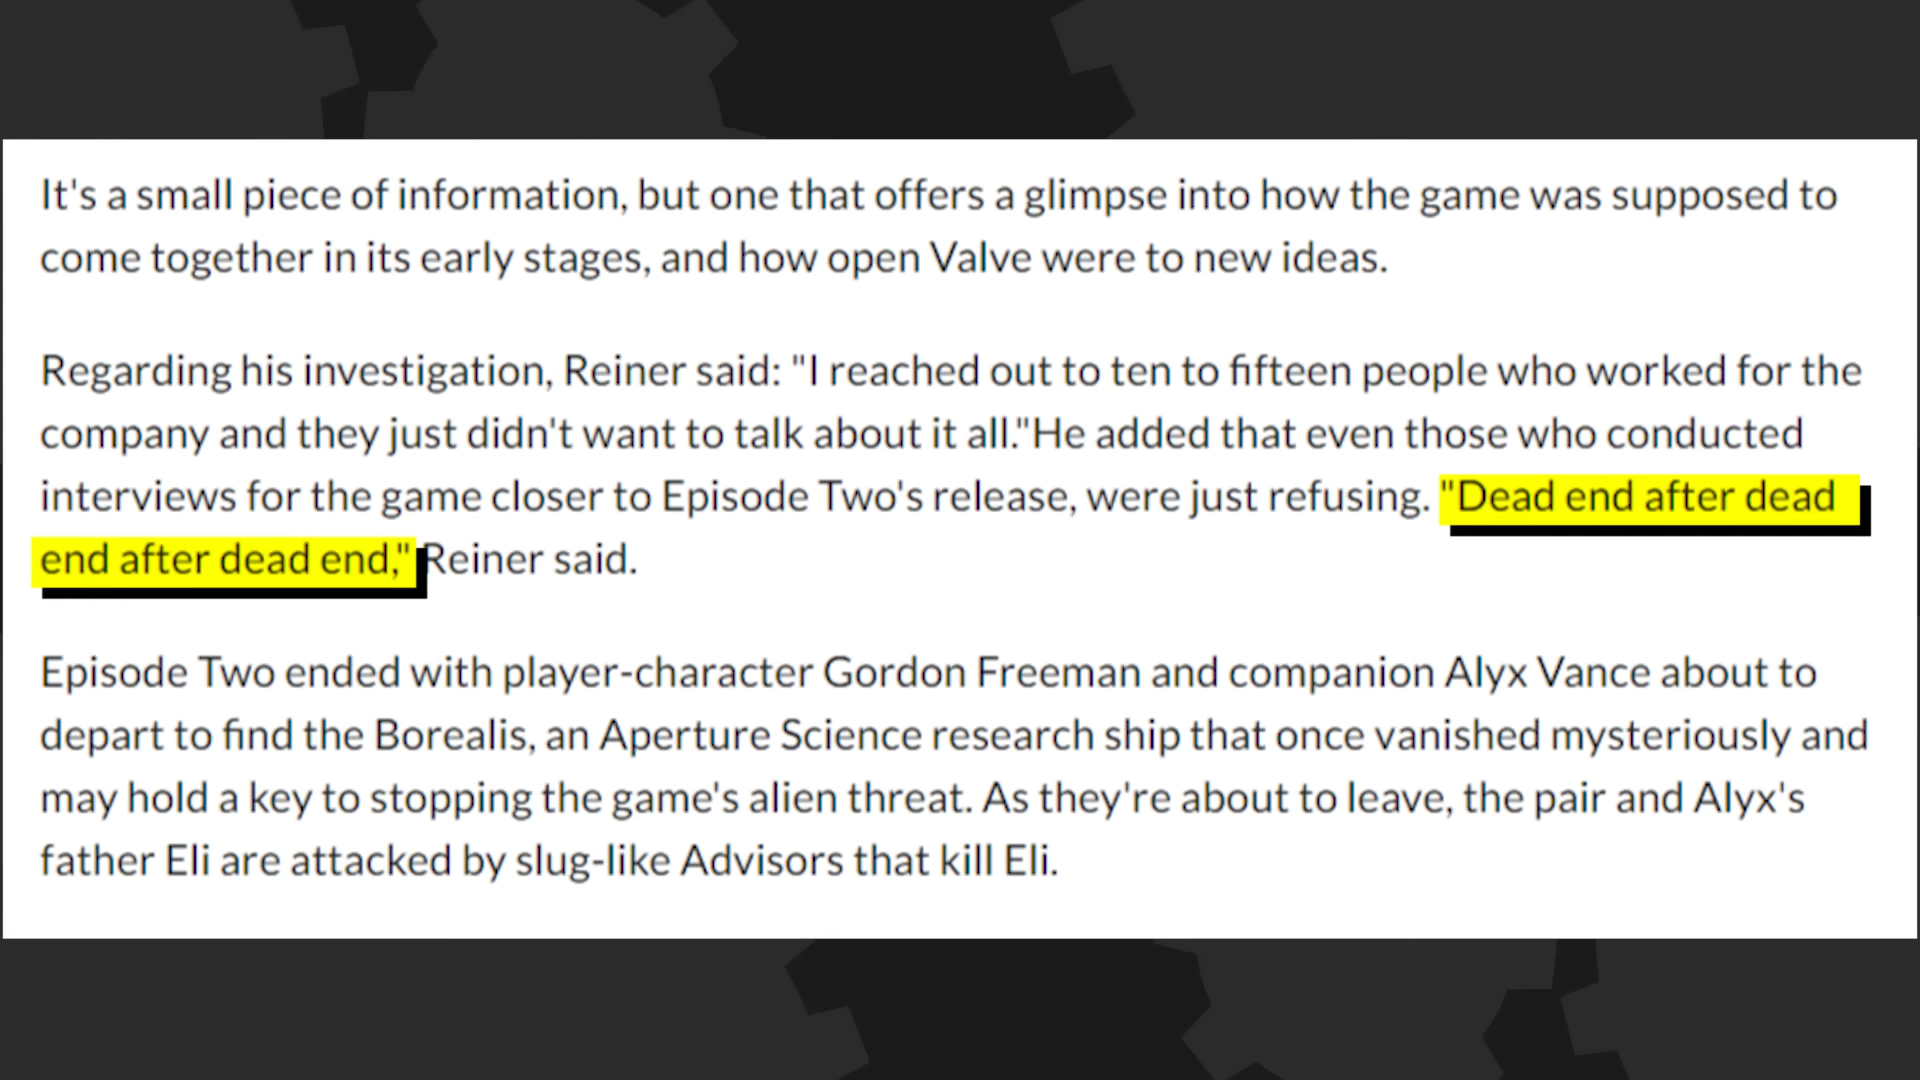 It's a small piece of information, but one that offers a glimpse into how the game was supposed to
come together in its early stages, and how open Valve were to new ideas.
Regarding his investigation, Reiner said: "I reached out to ten to fifteen people who worked for the
company and they just didn't want to talk about it all."He added that even those who conducted
interviews for the game closer to Episode Two's release, were just refusing. "Dead end after dead
end after dead end," Reiner said.
Episode Two ended with player-character Gordon Freeman and companion Alyx Vance about to
depart to find the Borealis, an Aperture Science research ship that once vanished mysteriously and
may hold a key to stopping the game's alien threat. As they're about to leave, the pair and Alyx's
father Eli are attacked by slug-like Advisors that kill Eli.